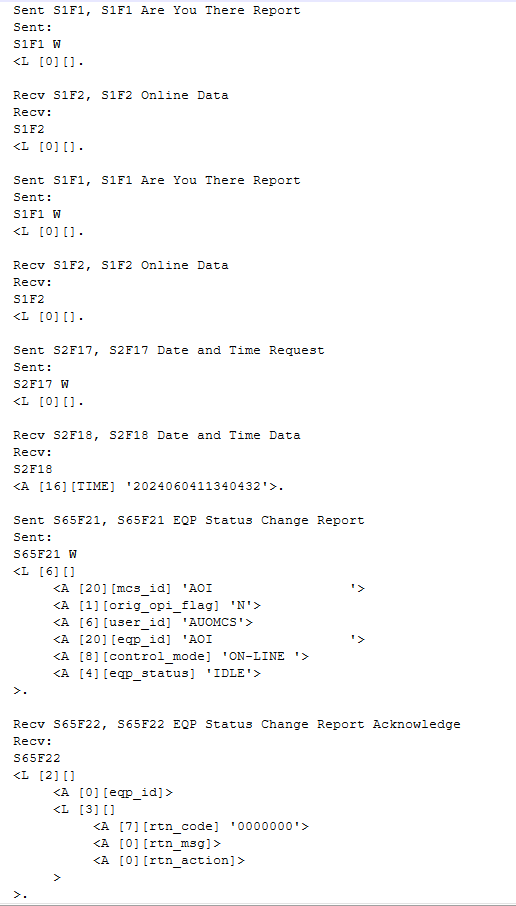 Sent S1F1, S1F1 Are You There Report
Sent:
S1F1 W
<L [0][].
Recv S1F2, S1F2 Online Data
Recv:
S1F2
<L [0][].
Sent S1F1, S1F1 Are You There Report
Sent:
S1F1 W
<L [0][].
Recv S1F2, S1F2 Online Data
Recv:
S1F2
<L [0][].
Sent S2F17, S2F17 Date and Time Request
Sent:
S2F17 W
<L [0][].
Recv S2F18, S2F18 Date and Time Data
Recv:
S2F18
<A [16][TIME] '2024060411340432'>.
Sent S65F21, S65F21 EQP Status Change Report
Sent:
S65F21 W
<L [6][]
     <A [20][mcs_id] 'AOI                 '>
     <A [1][orig_opi_flag] 'N'>
     <A [6][user_id] 'AUOMCS'>
     <A [20][eqp_id] 'AOI                 '>
     <A [8][control_mode] 'ON-LINE '>
     <A [4][eqp_status] 'IDLE'>
>.
Recv S65F22, S65F22 EQP Status Change Report Acknowledge
Recv:
S65F22
<L [2][]
     <A [0][eqp_id]>
     <L [3][]
          <A [7][rtn_code] '0000000'>
          <A [0][rtn_msg]>
          <A [0][rtn_action]>
     >
>.